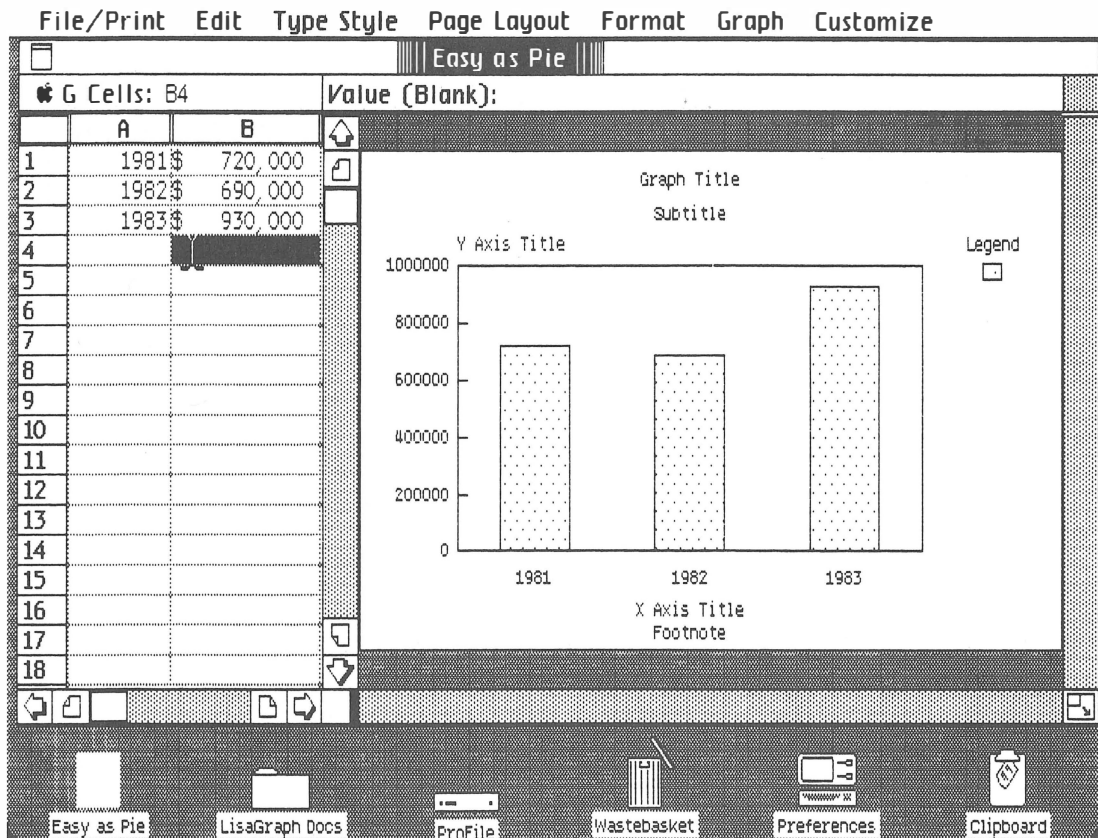 File/Print Edit Type Style Page Layout Format Graph Customize
Easy as Pie
G Cells: B4 Value (Blank):
A B
1 1981 $ 720,000
2 1982 $ 690,000
3 1983 $ 930,000
4
5
6
7
8
9
10
11
12
13
14
15
16
17
18
Graph Title
Subtitle
Y Axis Title
Legend
1000000
800000
600000
400000
200000
0
1981 1982 1983
X Axis Title
Footnote
Easy as Pie LisaGraph Docs ProFile Wastebasket Preferences Clipboard